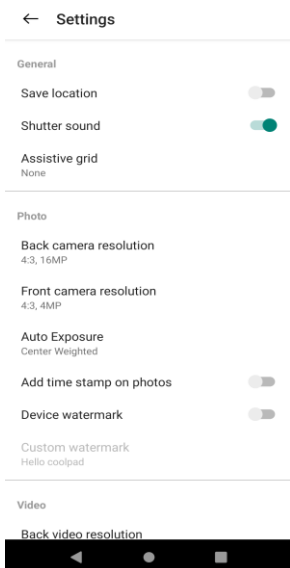 Settings
General
Save location
Shutter sound
Assistive grid
None
Photo
Back camera resolution
4:3, 16MP
Front camera resolution
4:3, 4MP
Auto Exposure
Center Weighted
Add time stamp on photos
Device watermark
Custom watermark
Hello coolpad
Video
Back video resolution